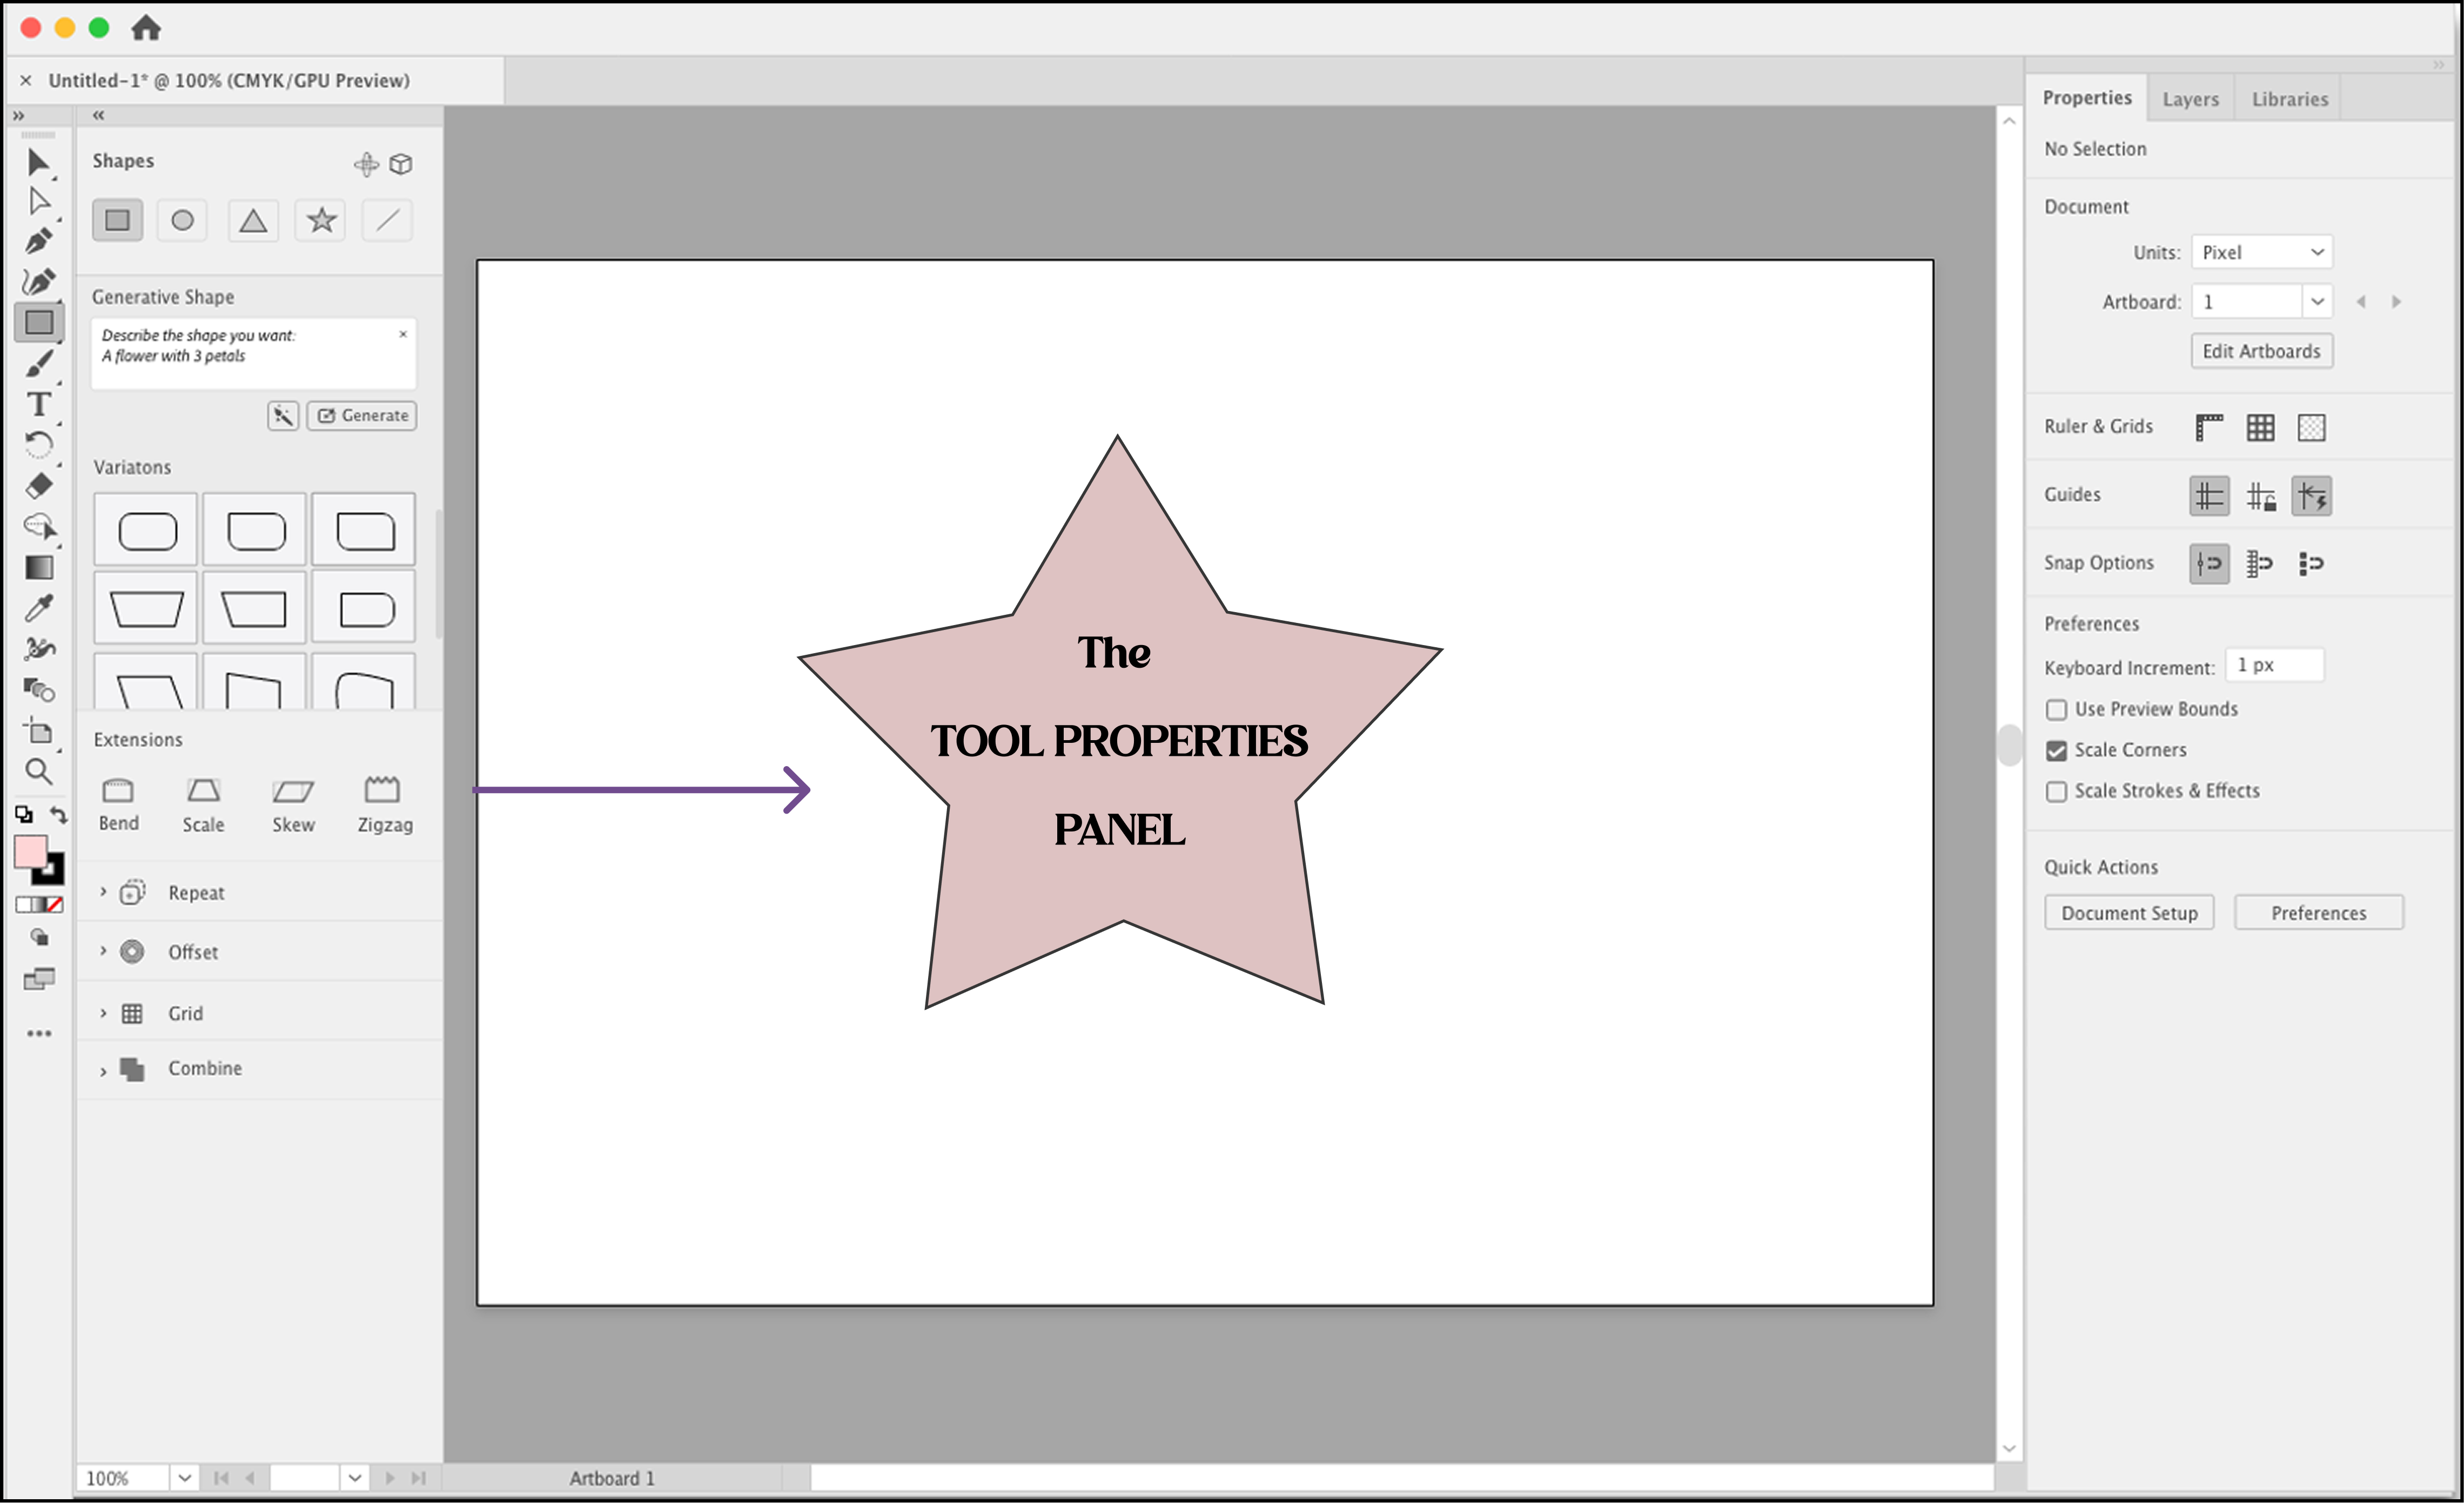 Untitled-1* @ 100% (CMYK/GPU Preview)
Shapes
Generative Shape
Describe the shape you want:
A flower with 3 petals
Generate
Variatons
Extensions
Bend Scale Skew Zigzag
Repeat
Offset
Grid
Combine
100%
Artboard 1
The
TOOL PROPERTIES
PANEL
Properties Layers Libraries
No Selection
Document
Units: Pixel
Artboard: 1
Edit Artboards
Ruler & Grids
Guides
Snap Options
Preferences
Keyboard Increment: 1 px
Use Preview Bounds
Scale Corners
Scale Strokes & Effects
Quick Actions
Document Setup Preferences